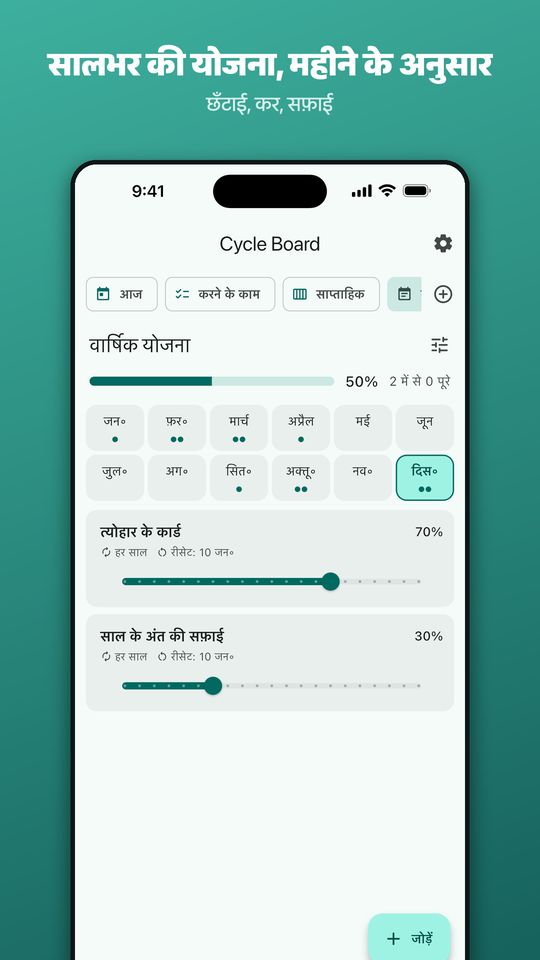 सालभर की योजना, महीने के अनुसार
छँटाई, कर, सफ़ाई
9:41
Cycle Board
आज करने के काम साप्ताहिक
वार्षिक योजना
50% 2 में से 0 पूरे
जन॰ फ़र॰ मार्च अप्रैल मई जून
जुल॰ अग॰ सित॰ अक्तू॰ नव॰ दिस॰
त्योहार के कार्ड 70%
हर साल रीसेट: 10 जन॰
साल के अंत की सफ़ाई 30%
हर साल रीसेट: 10 जन॰
+ जोड़ें